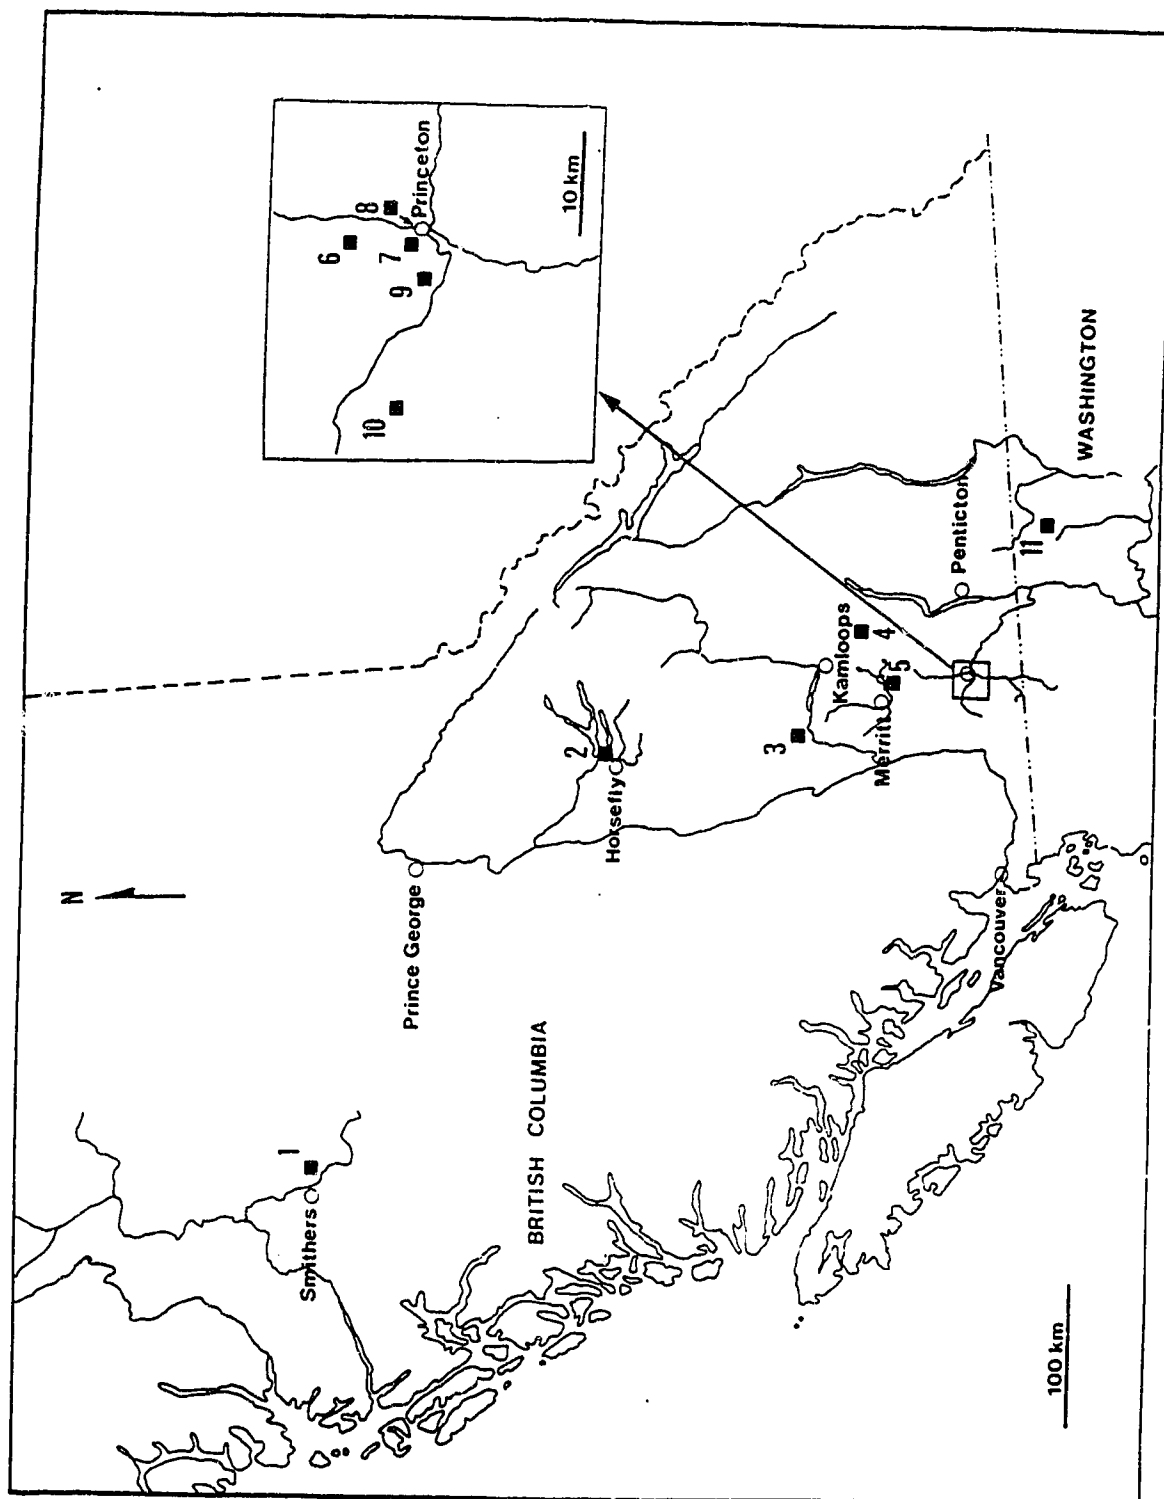 N
Smithers
1
Prince George
BRITISH COLUMBIA
2
Horsefly
3
Kamloops
4
Merritt
5
Penticton
Vancouver
WASHINGTON
11
100 km
6
7
8
Princeton
9
10
10 km